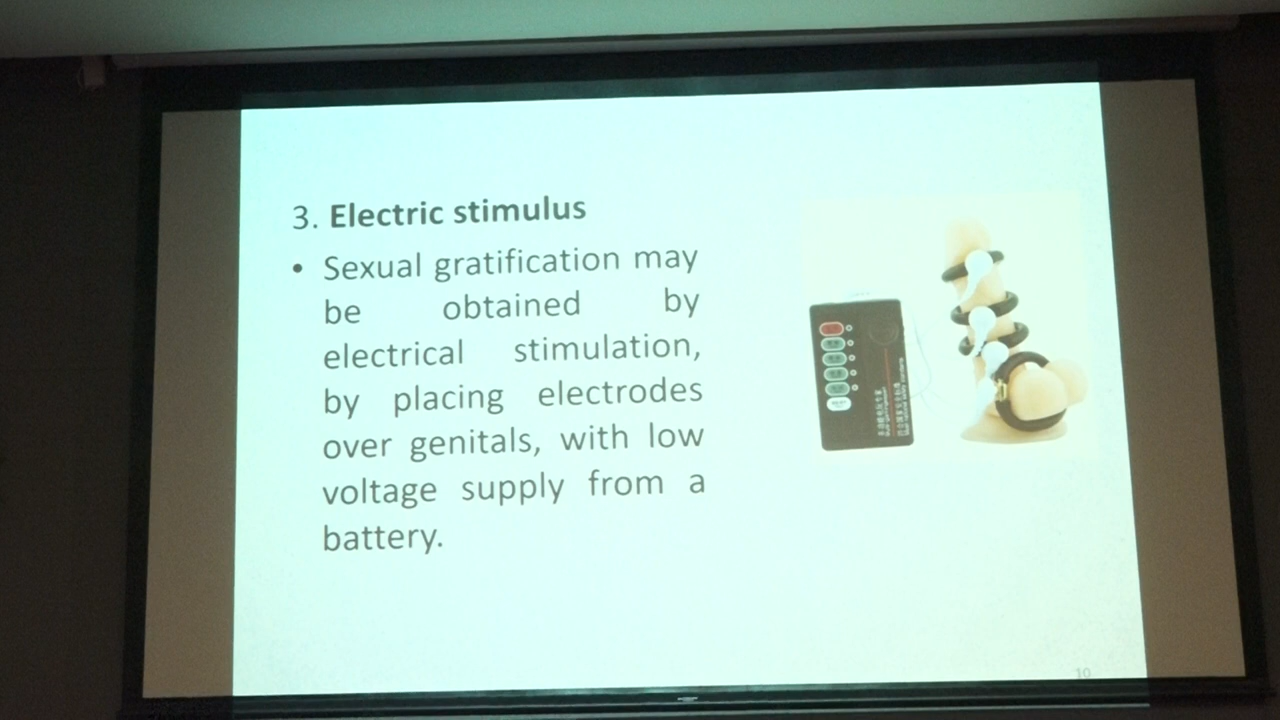 3. Electric stimulus
• Sexual gratification may
be obtained by
electrical stimulation,
by placing electrodes
over genitals, with low
voltage supply from a
battery.
10